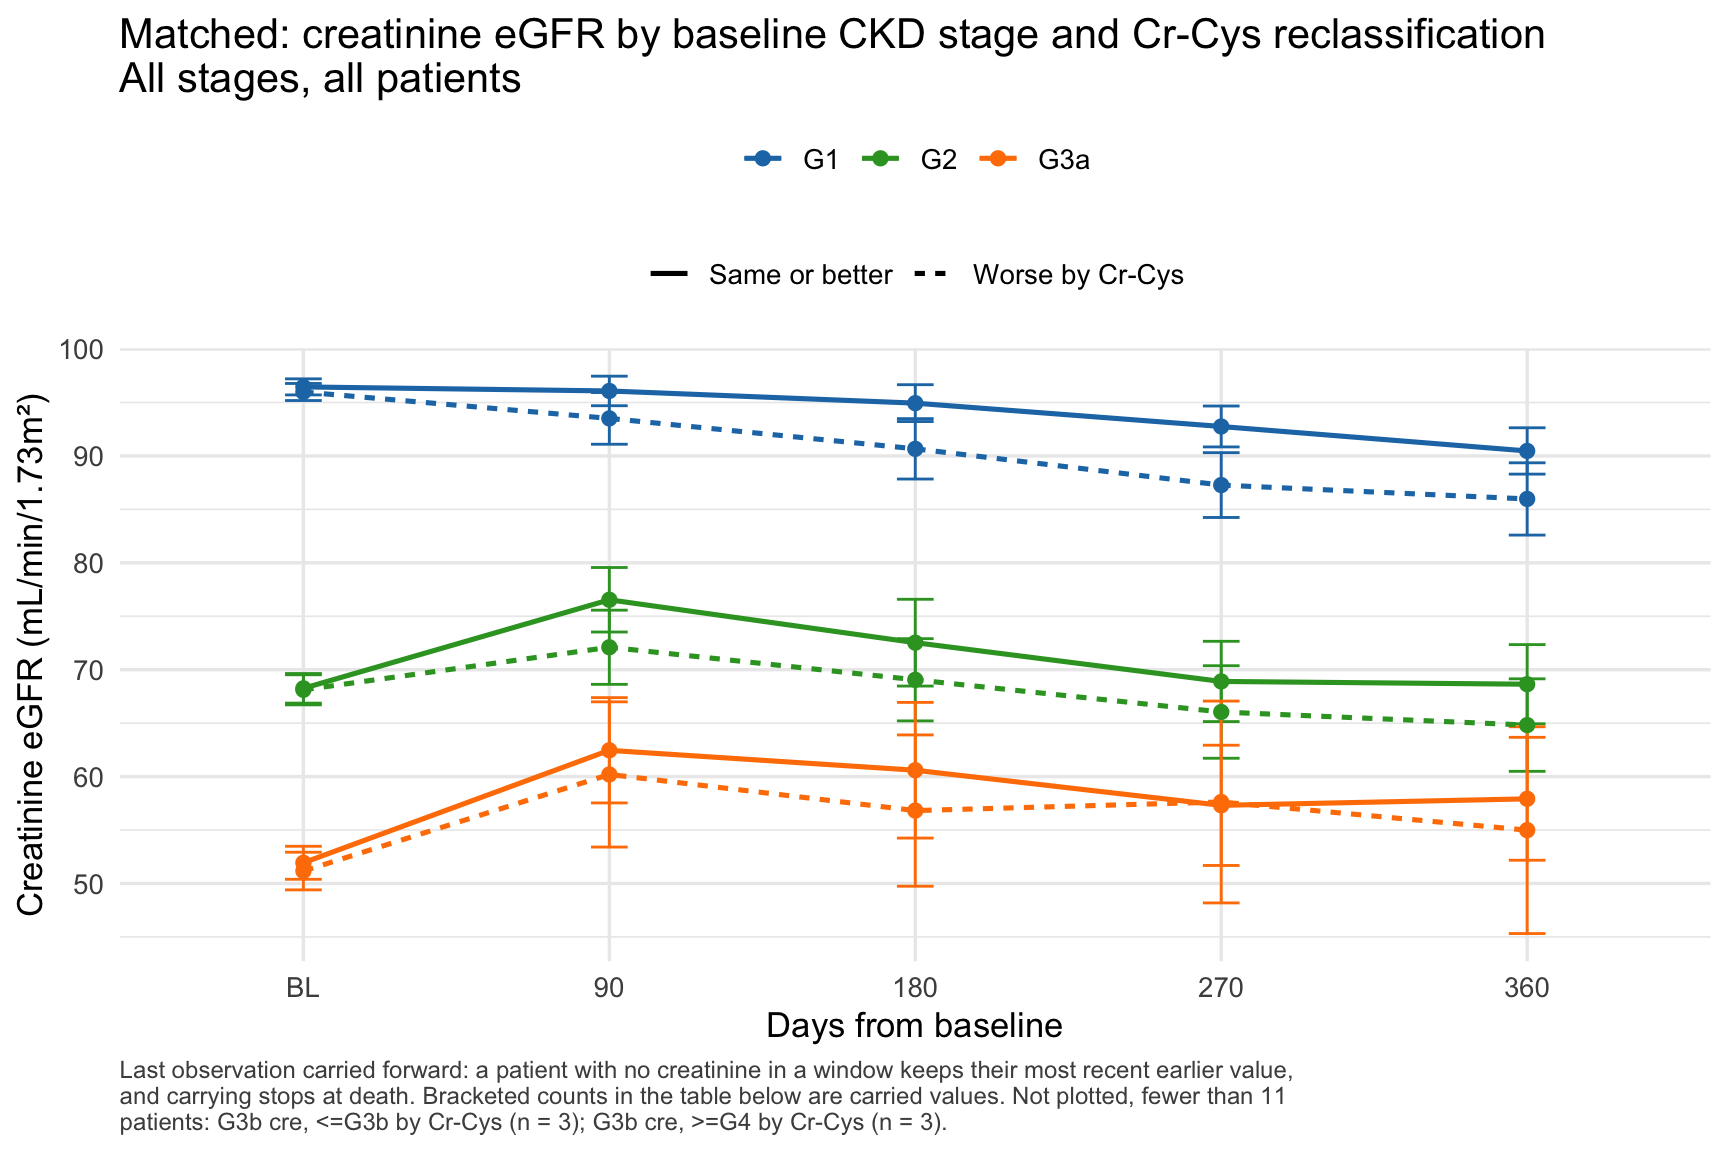 Matched: creatinine eGFR by baseline CKD stage and Cr-Cys reclassification
All stages, all patients
G1 G2 G3a
Same or better Worse by Cr-Cys
Creatinine eGFR (mL/min/1.73m²)
100
90
80
70
60
50
BL 90 180 270 360
Days from baseline
Last observation carried forward: a patient with no creatinine in a window keeps their most recent earlier value,
and carrying stops at death. Bracketed counts in the table below are carried values. Not plotted, fewer than 11
patients: G3b cre, <=G3b by Cr-Cys (n = 3); G3b cre, >=G4 by Cr-Cys (n = 3).